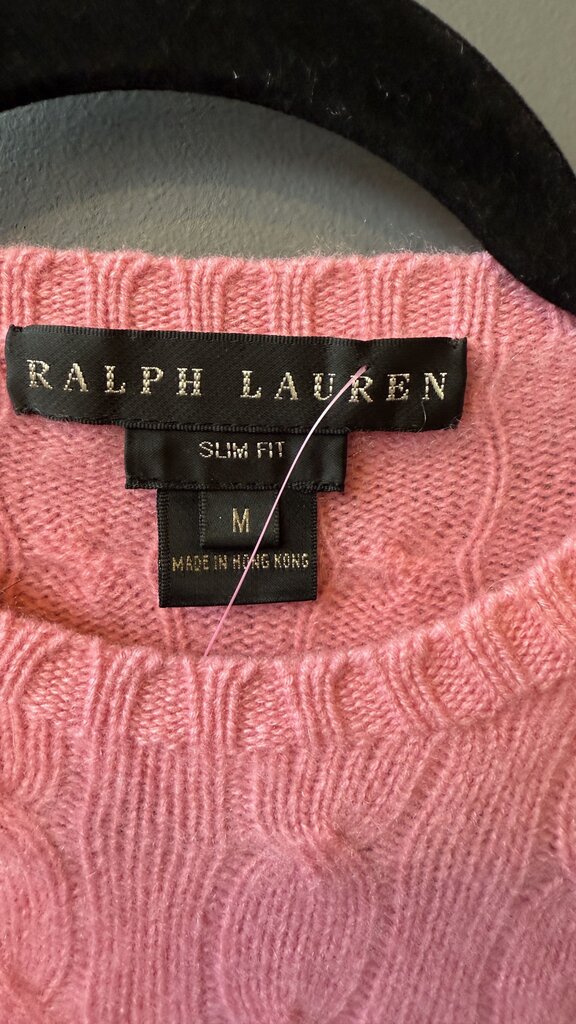 RALPH LAUREN
SLIM FIT
M
MADE IN HONG KONG